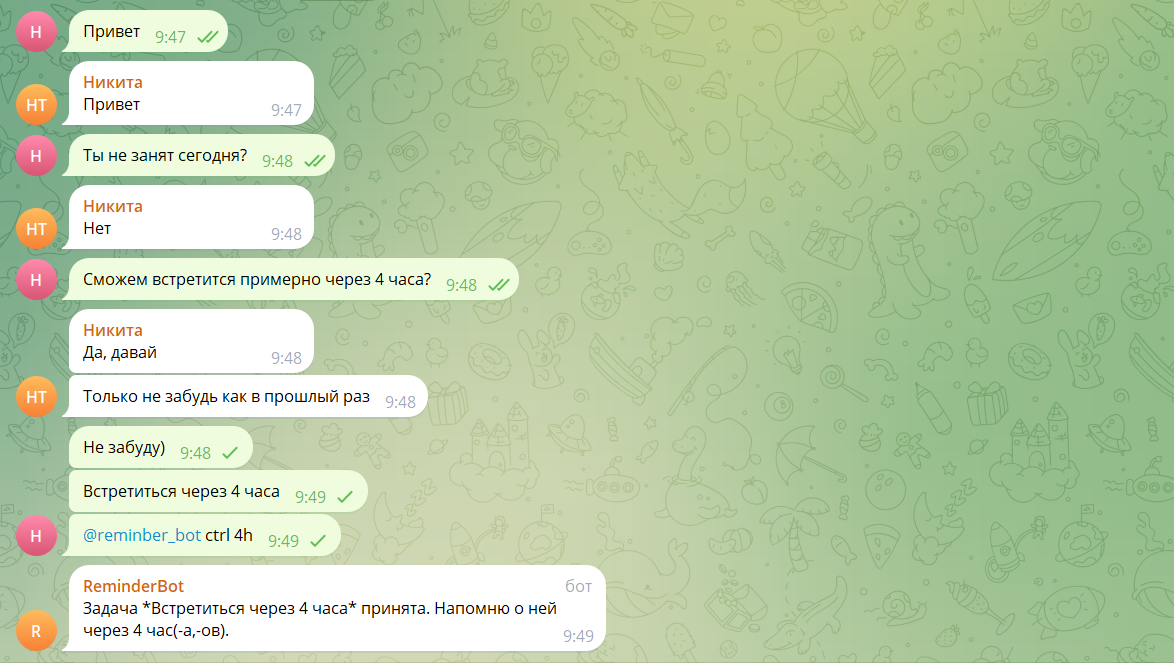 Н
Привет 9:47
Никита
Привет
9:47
НТ
Н
Ты не занят сегодня? 9:48
Никита
Нет
9:48
НТ
Н
Сможем встретится примерно через 4 часа? 9:48
Никита
Да, давай
9:48
НТ
Только не забудь как в прошлый раз 9:48
Не забуду) 9:48
Встретиться через 4 часа 9:49
Н
@reminber_bot ctrl 4h 9:49
ReminderBot бот
Задача *Встретиться через 4 часа* принята. Напомню о ней
через 4 час(-а,-ов).
9:49
R